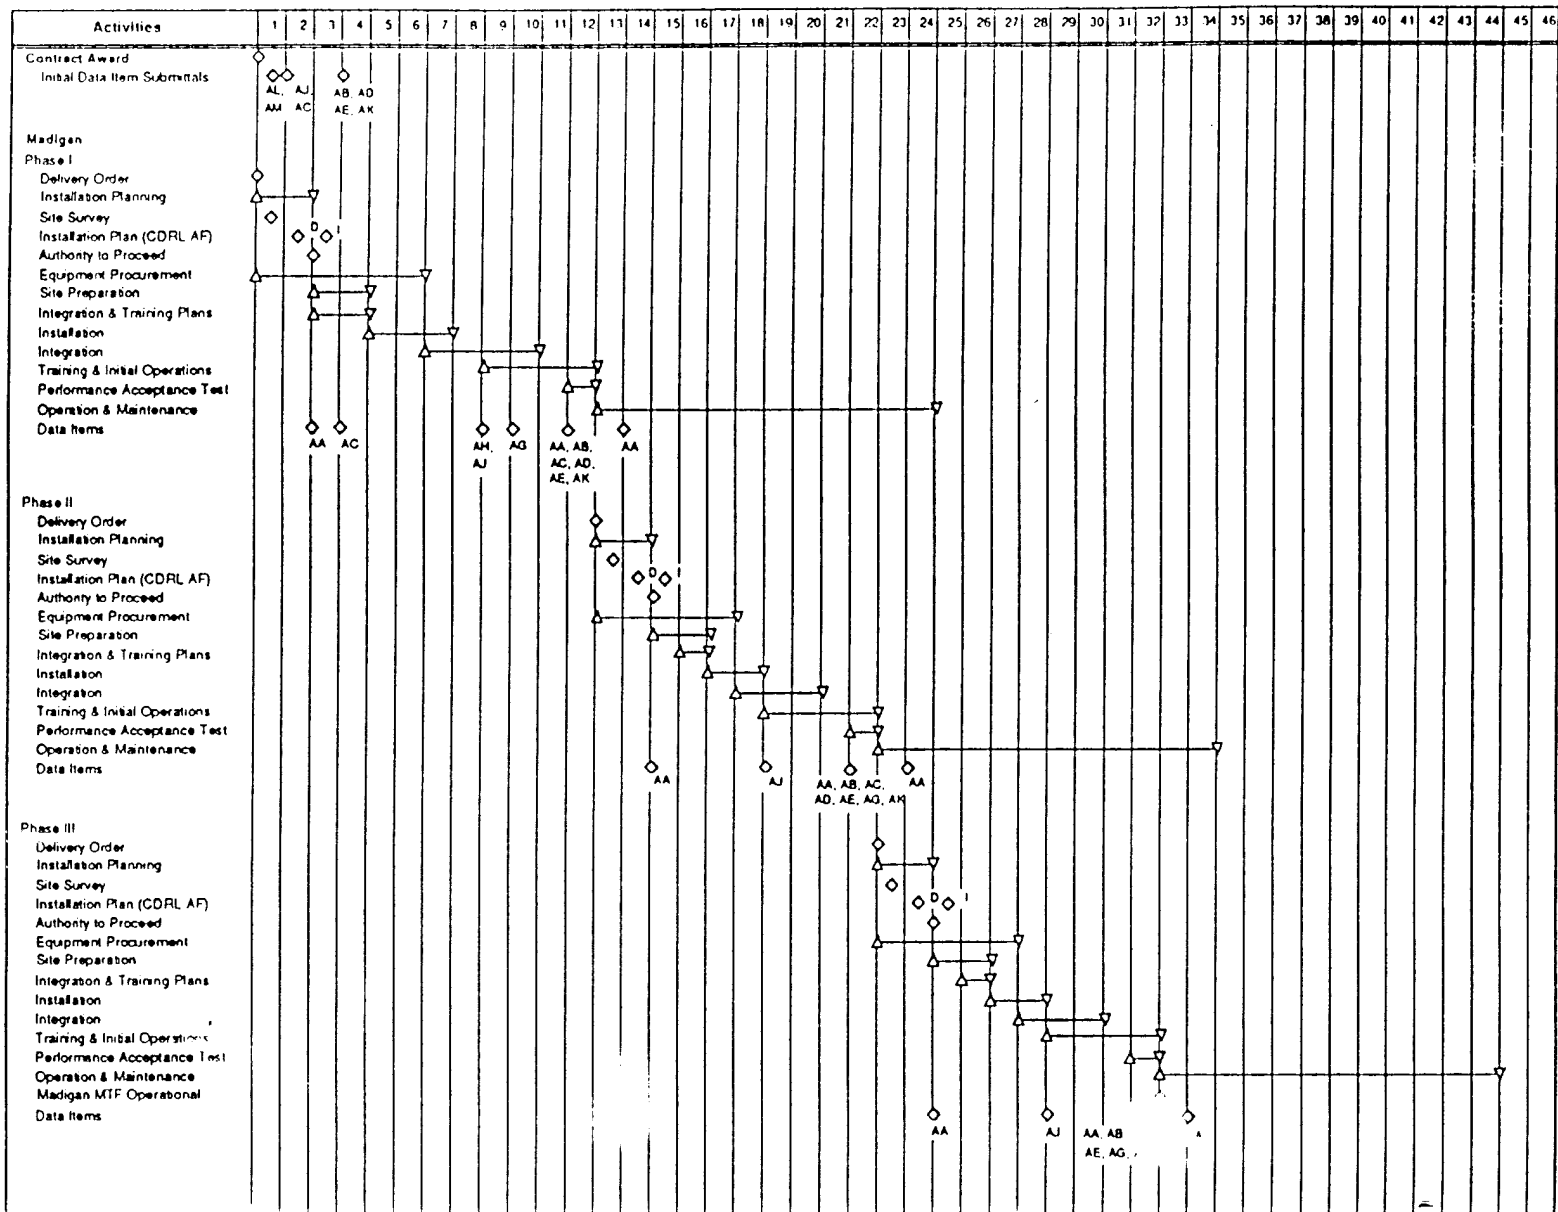 Activities 1 2 3 4 5 6 7 8 9 10 11 12 13 14 15 16 17 18 19 20 21 22 23 24 25 26 27 28 29 30 31 32 33 34 35 36 37 38 39 40 41 42 43 44 45 46
Contract Award
Initial Data Item Submittals
AL, AJ, AB, AD
AM AC AE, AK
Madigan
Phase I
Delivery Order
Installation Planning
Site Survey
Installation Plan (CDRL AF) D I
Authority to Proceed
Equipment Procurement
Site Preparation
Integration & Training Plans
Installation
Integration
Training & Initial Operations
Performance Acceptance Test
Operation & Maintenance
Data Items
AA AC AH, AG AA, AB, AA
AJ AC, AD,
AE, AK
Phase II
Delivery Order
Installation Planning
Site Survey
Installation Plan (CDRL AF) D I
Authority to Proceed
Equipment Procurement
Site Preparation
Integration & Training Plans
Installation
Integration
Training & Initial Operations
Performance Acceptance Test
Operation & Maintenance
Data Items
AA AJ AA, AB, AC, AA
AD, AE, AG, AK
Phase III
Delivery Order
Installation Planning
Site Survey
Installation Plan (CDRL AF) D I
Authority to Proceed
Equipment Procurement
Site Preparation
Integration & Training Plans
Installation
Integration
Training & Initial Operations
Performance Acceptance Test
Operation & Maintenance
Madigan MTF Operational
Data Items
AA AJ AA, AB
AE, AG,